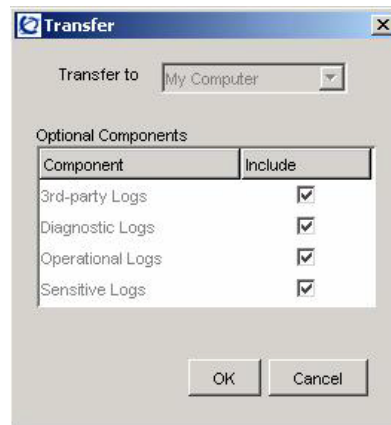 Transfer
Transfer to My Computer
Optional Components
Component Include
3rd-party Logs
Diagnostic Logs
Operational Logs
Sensitive Logs
OK Cancel